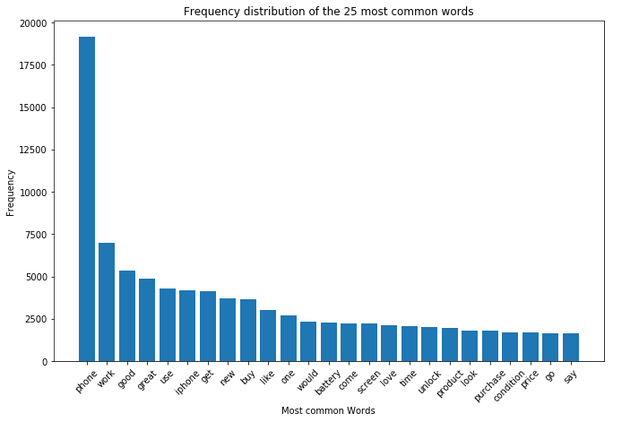 Frequency distribution of the 25 most common words
20000
17500
15000
12500
10000
7500
5000
2500
0
Frequency
phone work good great use iphone get new buy like one would battery come screen love time unlock product look purchase condition price go say
Most common Words